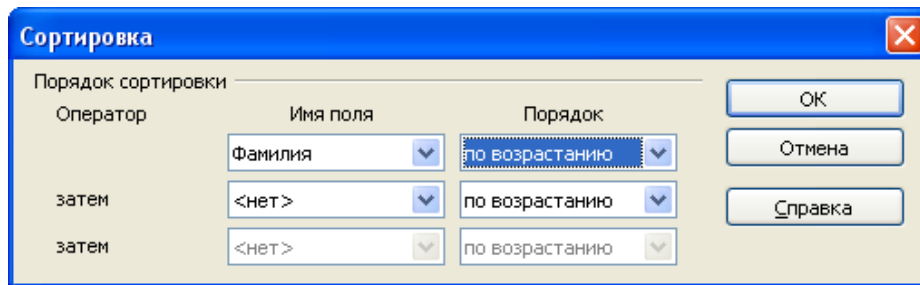 Сортировка
Порядок сортировки
Оператор Имя поля Порядок
Фамилия по возрастанию
затем <нет> по возрастанию
затем <нет> по возрастанию
ОК
Отмена
Справка